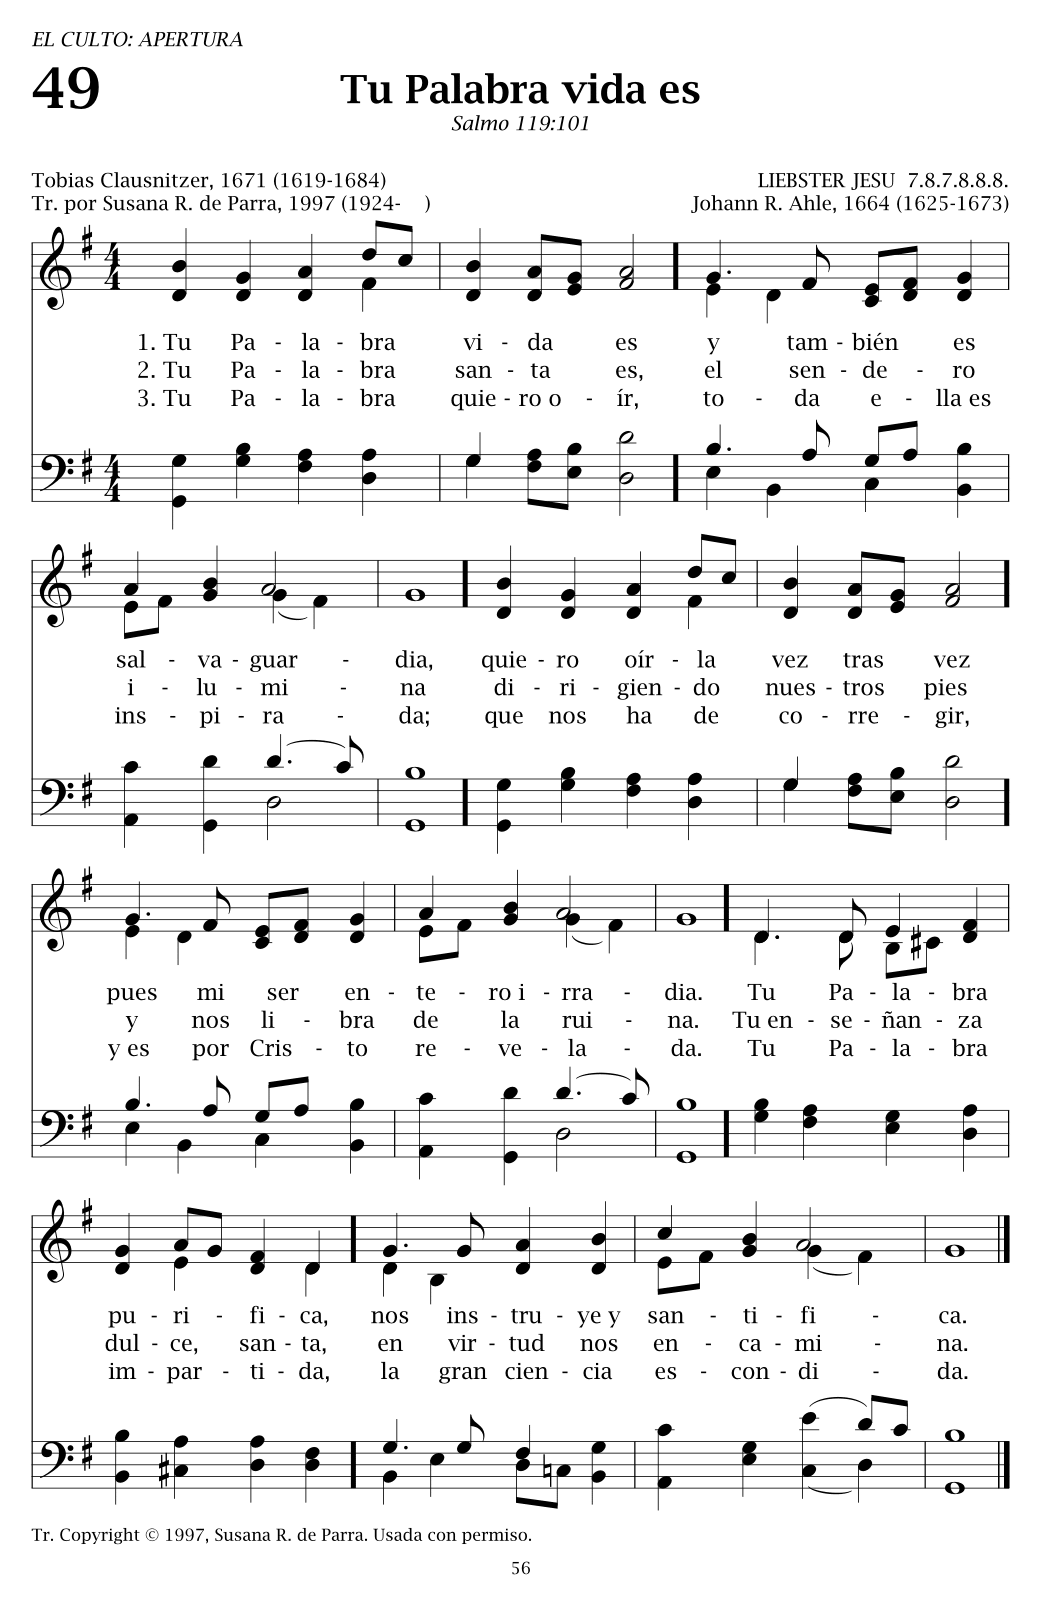 EL CULTO: APERTURA
49
Tu Palabra vida es
Salmo 119:101
Tobias Clausnitzer, 1671 (1619-1684)
Tr. por Susana R. de Parra, 1997 (1924- )
LIEBSTER JESU 7.8.7.8.8.8.
Johann R. Ahle, 1664 (1625-1673)
1. Tu Pa - la - bra vi - da es y tam - bién es
2. Tu Pa - la - bra san - ta es, el sen - de - ro
3. Tu Pa - la - bra quie - ro o - ír, to - da e - lla es
sal - va - guar - dia, quie - ro oír - la vez tras vez
i - lu - mi - na di - ri - gien - do nues - tros pies
ins - pi - ra - da; que nos ha de co - rre - gir,
pues mi ser en - te - ro i - rra - dia. Tu Pa - la - bra
y nos li - bra de la rui - na. Tu en - se - ñan - za
y es por Cris - to re - ve - la - da. Tu Pa - la - bra
pu - ri - fi - ca, nos ins - tru - ye y san - ti - fi - ca.
dul - ce, san - ta, en vir - tud nos en - ca - mi - na.
im - par - ti - da, la gran cien - cia es - con - di - da.
Tr. Copyright © 1997, Susana R. de Parra. Usada con permiso.
56